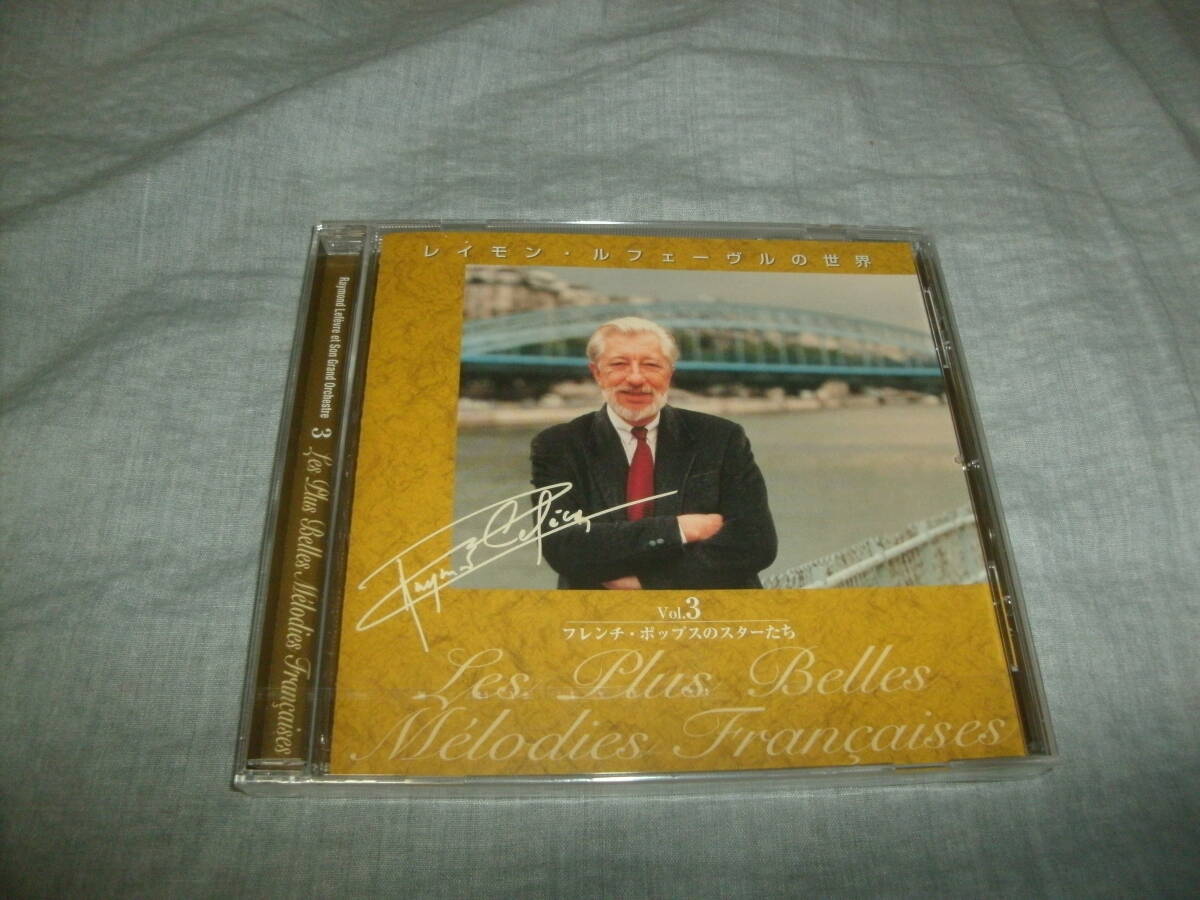 レイモン・ルフェーヴルの世界
Vol.3
フレンチ・ポップスのスターたち
Les Plus Belles
Mélodies Françaises
Raymond Lefèvre et Son Grand Orchestre 3 Les Plus Belles Mélodies Françaises